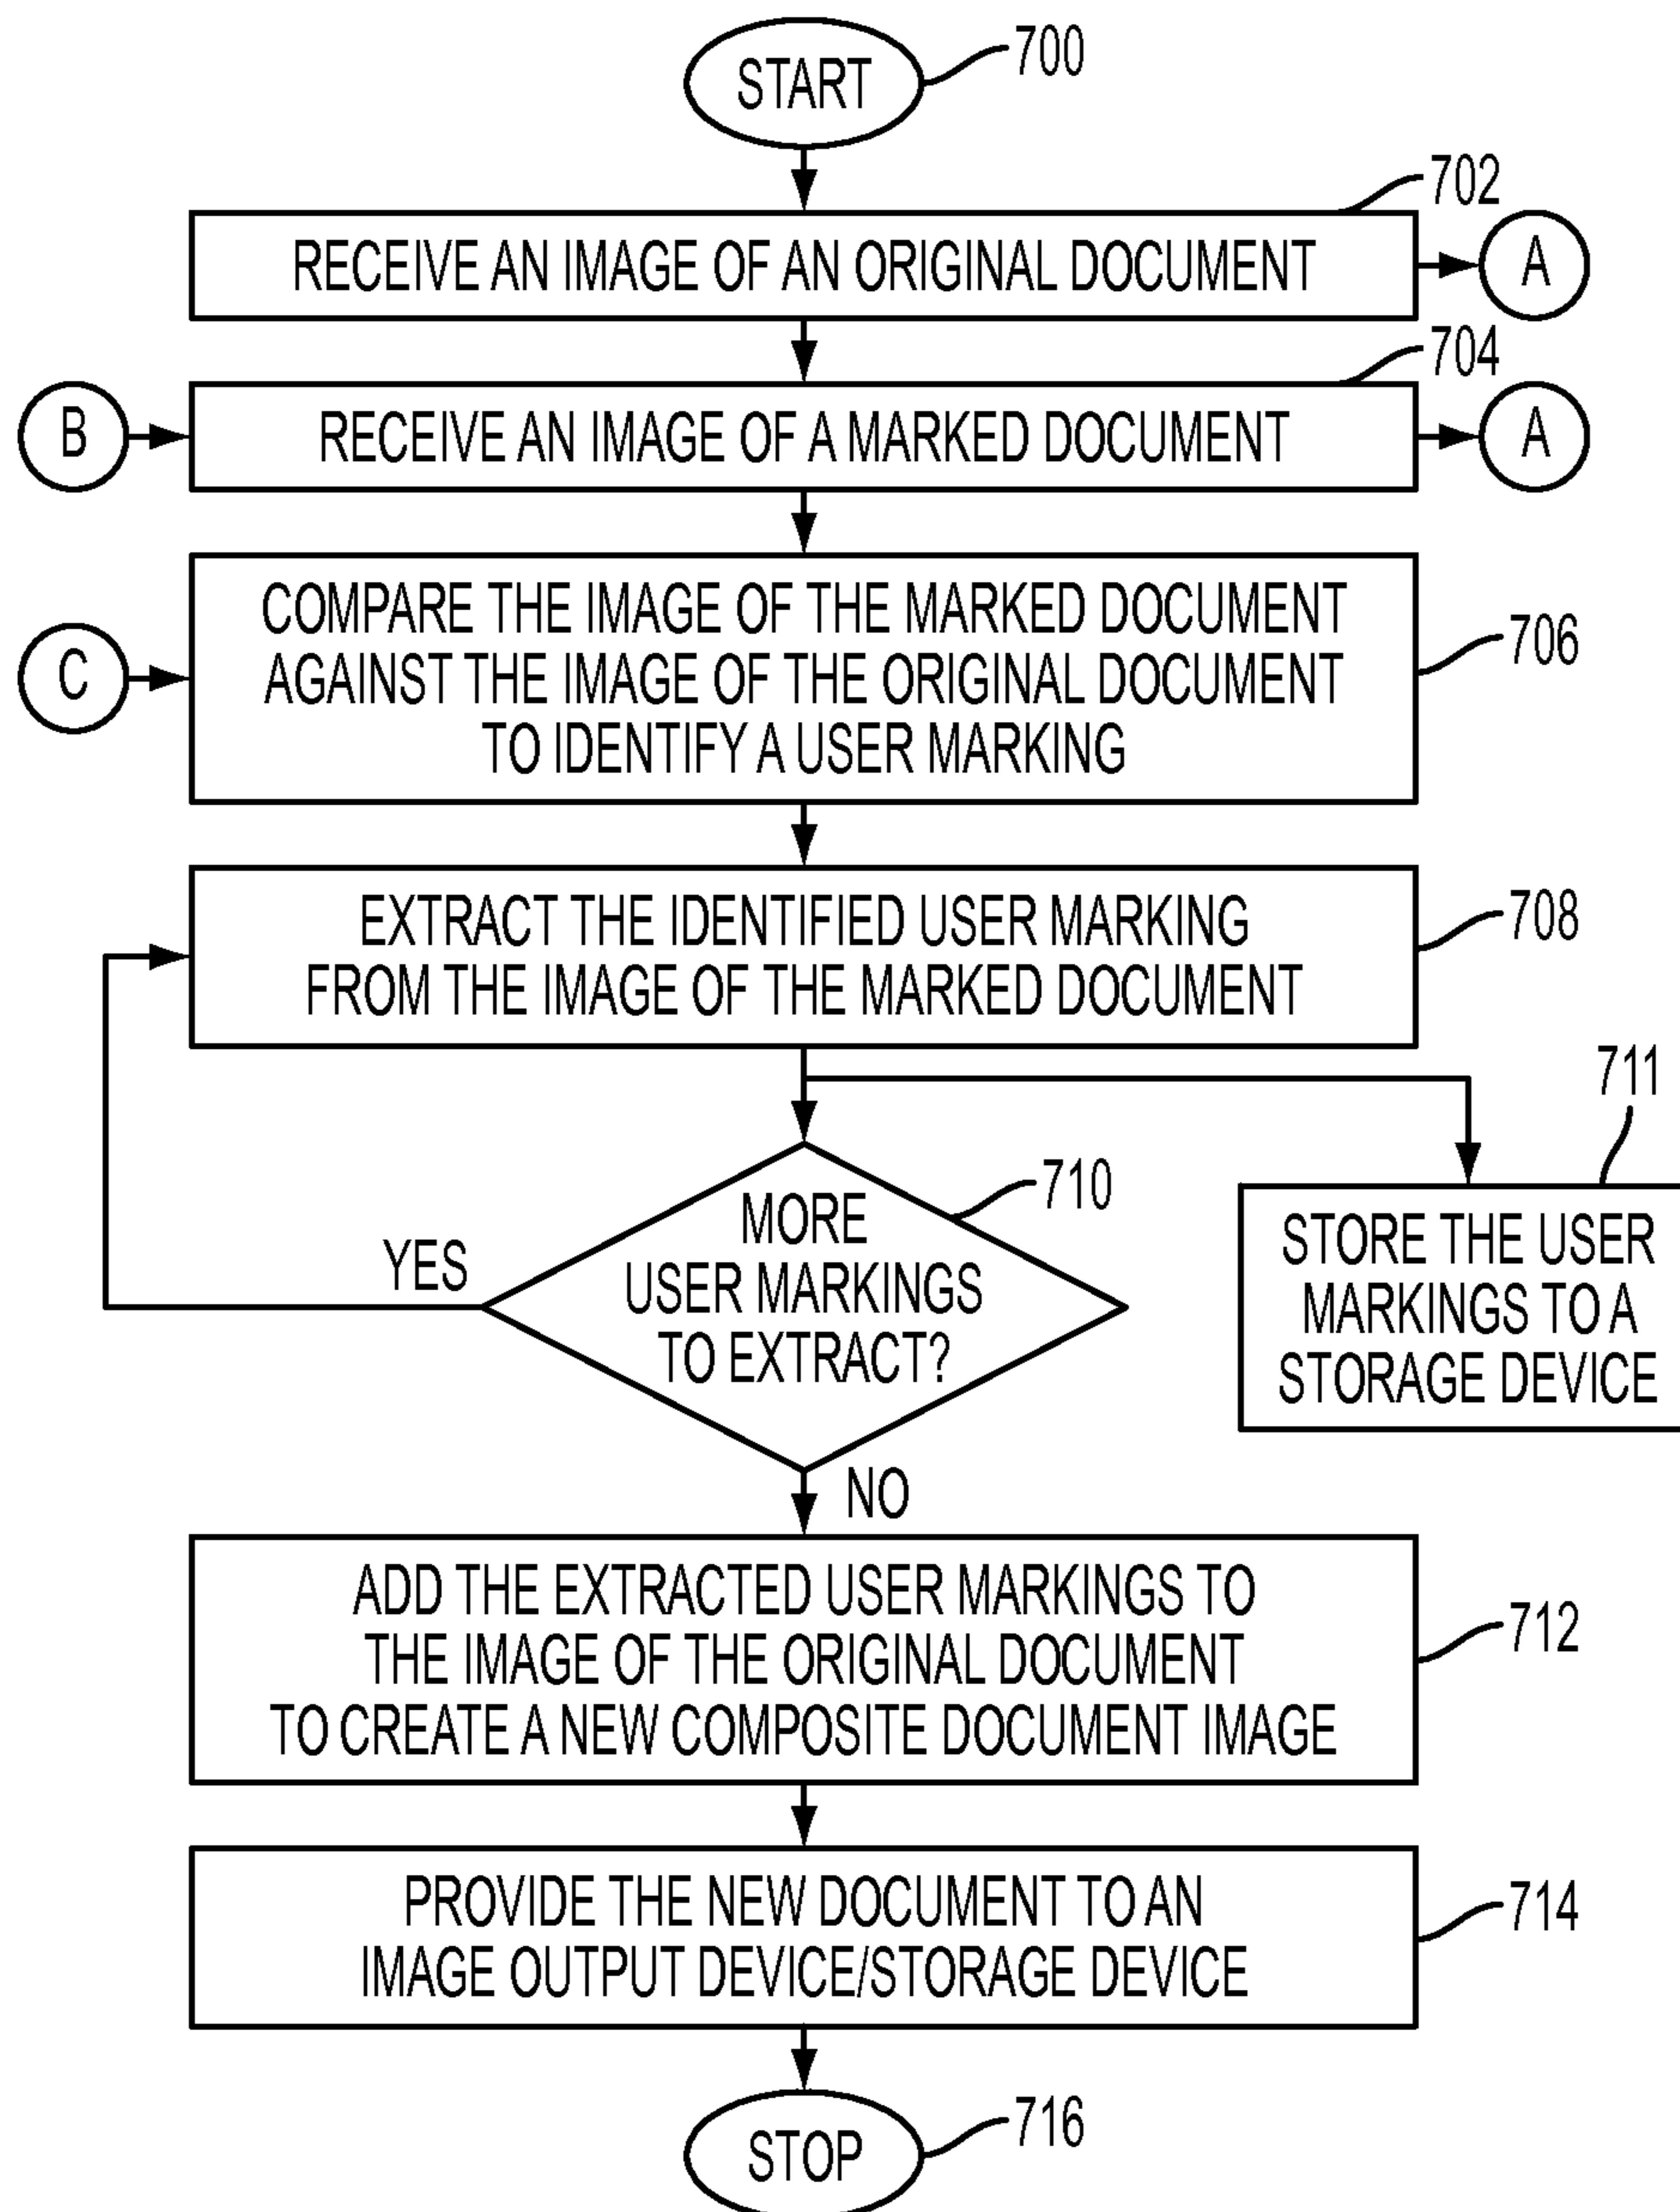 START
700
702
RECEIVE AN IMAGE OF AN ORIGINAL DOCUMENT
A
704
B
RECEIVE AN IMAGE OF A MARKED DOCUMENT
A
COMPARE THE IMAGE OF THE MARKED DOCUMENT
AGAINST THE IMAGE OF THE ORIGINAL DOCUMENT
TO IDENTIFY A USER MARKING
706
C
EXTRACT THE IDENTIFIED USER MARKING
FROM THE IMAGE OF THE MARKED DOCUMENT
708
711
710
MORE
USER MARKINGS
TO EXTRACT?
YES
STORE THE USER
MARKINGS TO A
STORAGE DEVICE
NO
ADD THE EXTRACTED USER MARKINGS TO
THE IMAGE OF THE ORIGINAL DOCUMENT
TO CREATE A NEW COMPOSITE DOCUMENT IMAGE
712
PROVIDE THE NEW DOCUMENT TO AN
IMAGE OUTPUT DEVICE/STORAGE DEVICE
714
STOP
716